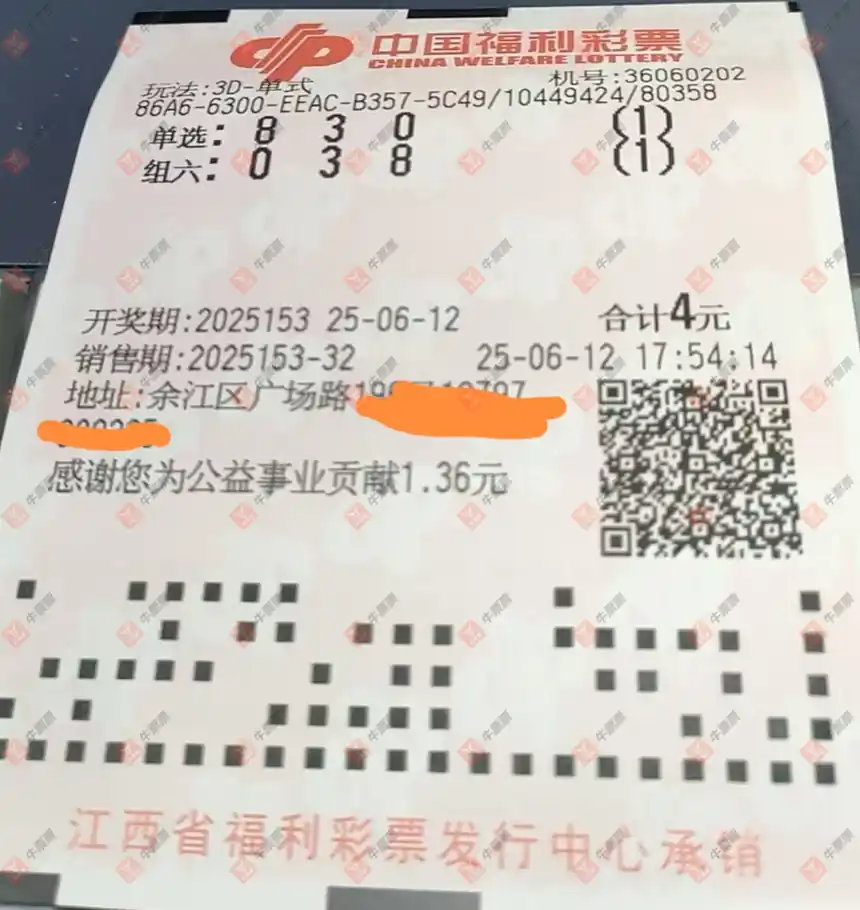 中国福利彩票
CHINA WELFARE LOTTERY
玩法:3D-单式 机号:36060202
86A6-6300-EEAC-B357-5C49/10449424/80358
单选: 8 3 0 (1)
组六: 0 3 8 (1)
开奖期:2025153 25-06-12 合计4元
销售期:2025153-32 25-06-12 17:54:14
地址:余江区广场路
感谢您为公益事业贡献1.36元
江西省福利彩票发行中心承销